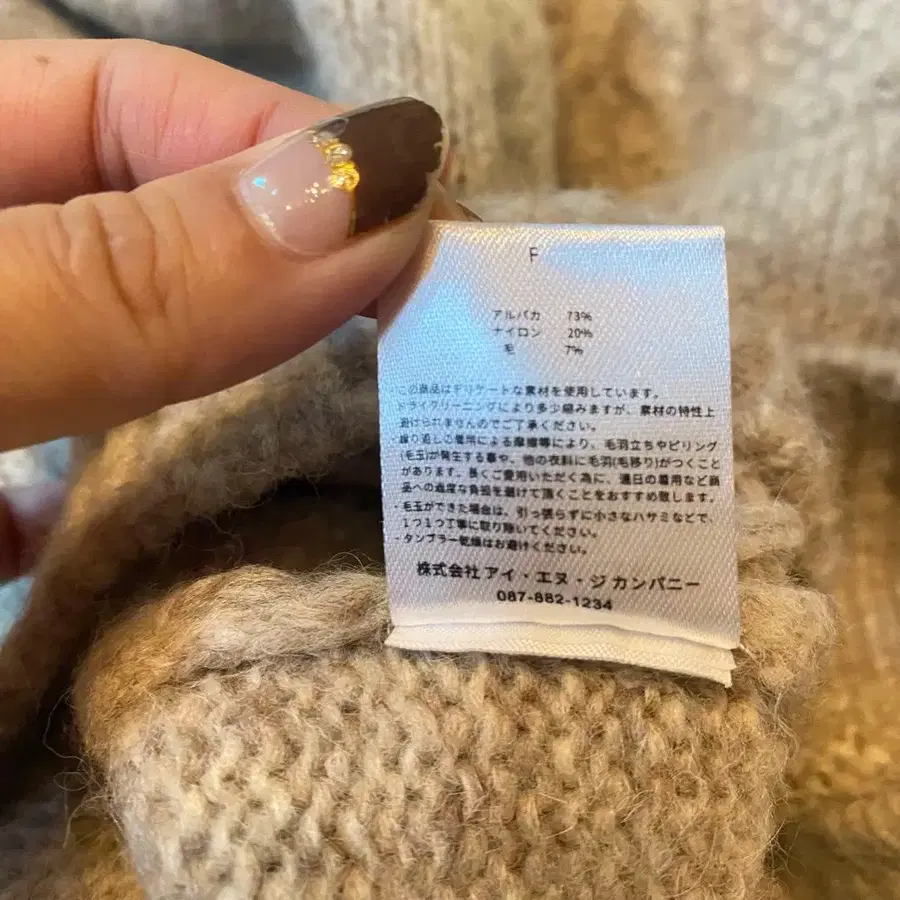 F
アルパカ 73%
ナイロン 20%
毛 7%
・この商品はデリケートな素材を使用しています。
ドライクリーニングにより多少縮みますが、素材の特性上
避けられませんのでご了承ください。
・繰り返しの着用による摩擦等により、毛羽立ちやピリング
(毛玉)が発生する事や、他の衣料に毛羽(毛移り)がつくこと
があります。長くご愛用いただく為に、連日の着用など商
品への過度な負担を避けて頂くことをおすすめ致します。
・毛玉ができた場合は、引っ張らずに小さなハサミなどで、
1つ1つ丁寧に取り除いてください。
・タンブラー乾燥はお避けください。
株式会社 アイ・エヌ・ジ カンパニー
087-882-1234